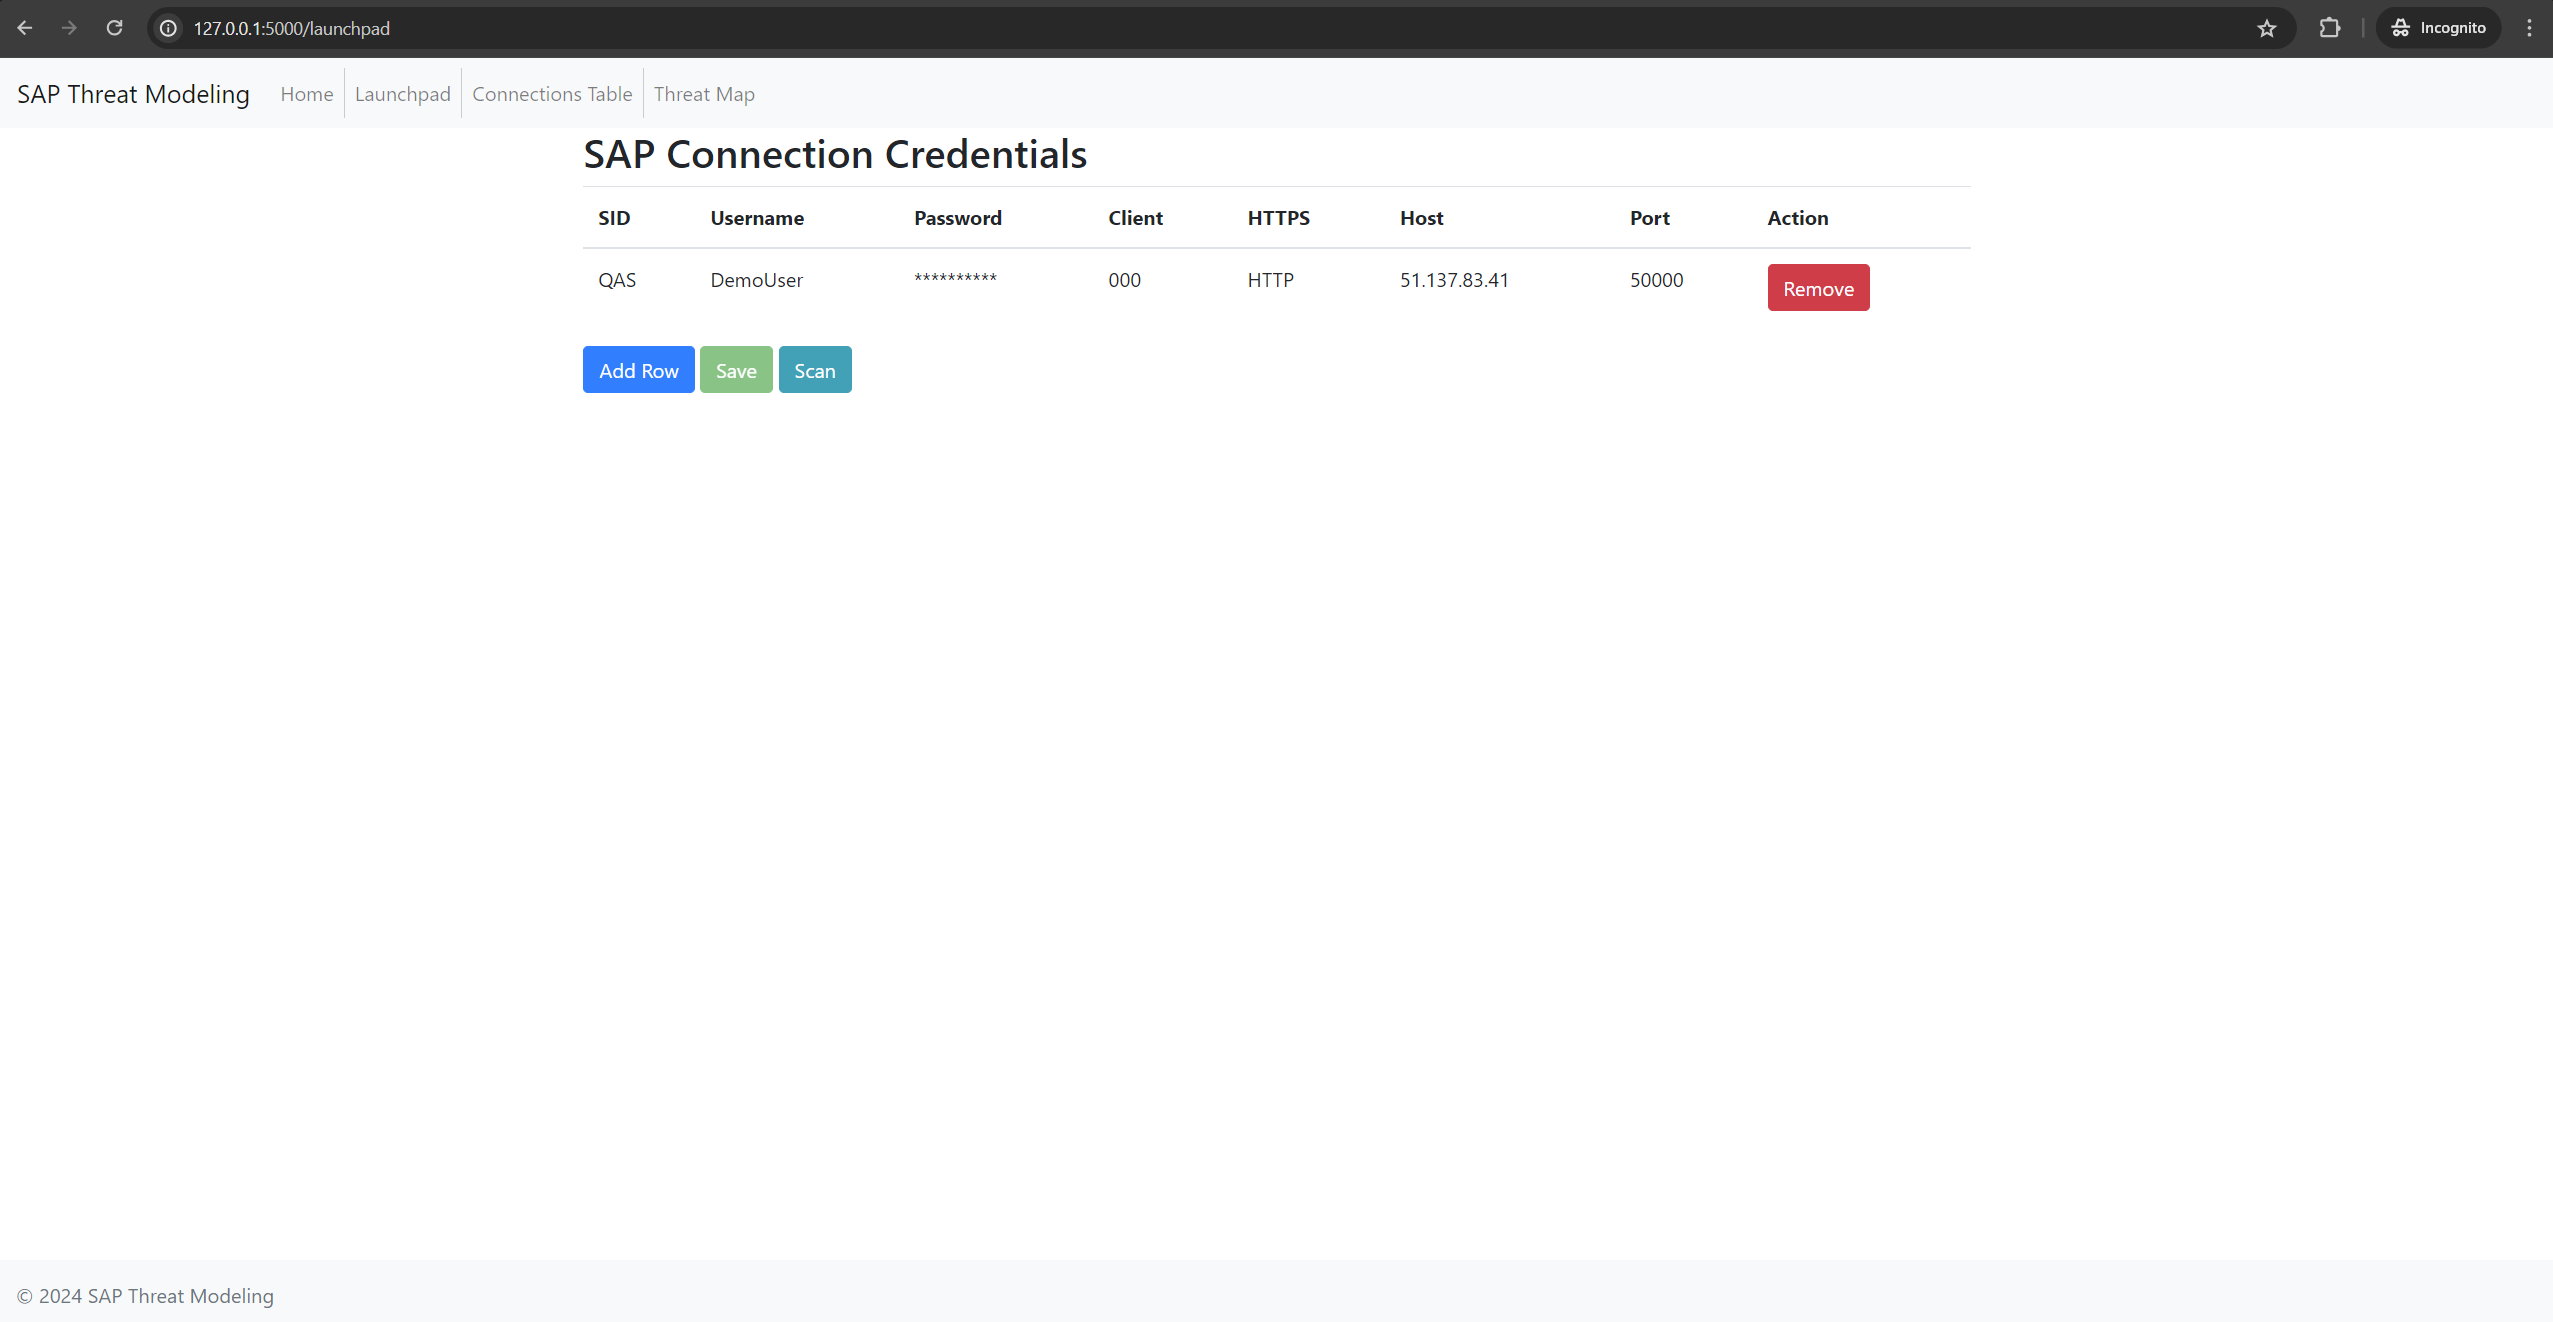 127.0.0.1:5000/launchpad
Incognito
SAP Threat Modeling Home Launchpad Connections Table Threat Map
SAP Connection Credentials
SID Username Password Client HTTPS Host Port Action
QAS DemoUser ********** 000 HTTP 51.137.83.41 50000 Remove
Add Row Save Scan
© 2024 SAP Threat Modeling